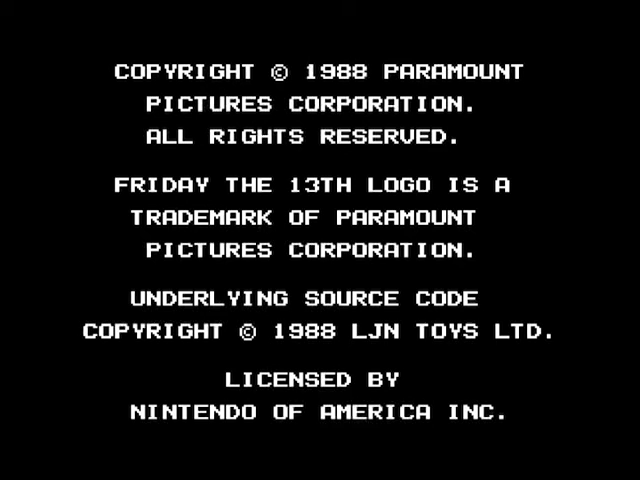 COPYRIGHT © 1988 PARAMOUNT
PICTURES CORPORATION.
ALL RIGHTS RESERVED.
FRIDAY THE 13TH LOGO IS A
TRADEMARK OF PARAMOUNT
PICTURES CORPORATION.
UNDERLYING SOURCE CODE
COPYRIGHT © 1988 LJN TOYS LTD.
LICENSED BY
NINTENDO OF AMERICA INC.